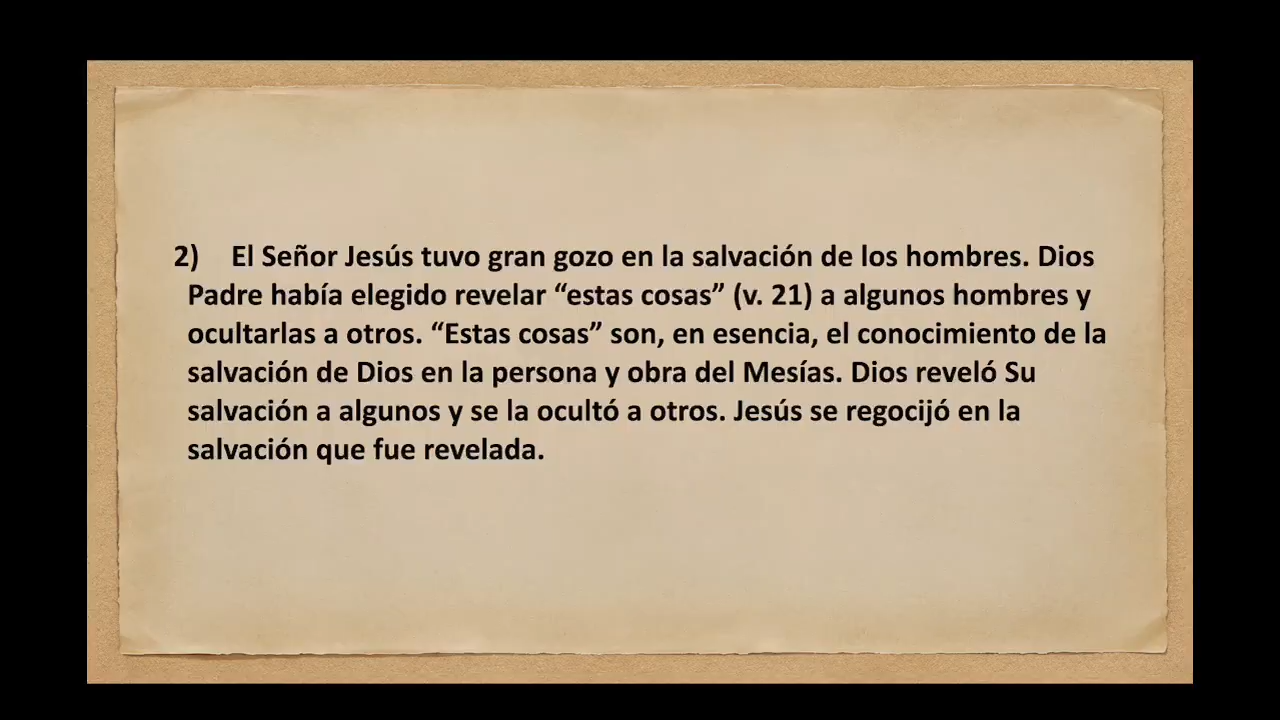 2) El Señor Jesús tuvo gran gozo en la salvación de los hombres. Dios
Padre había elegido revelar “estas cosas” (v. 21) a algunos hombres y
ocultarlas a otros. “Estas cosas” son, en esencia, el conocimiento de la
salvación de Dios en la persona y obra del Mesías. Dios reveló Su
salvación a algunos y se la ocultó a otros. Jesús se regocijó en la
salvación que fue revelada.